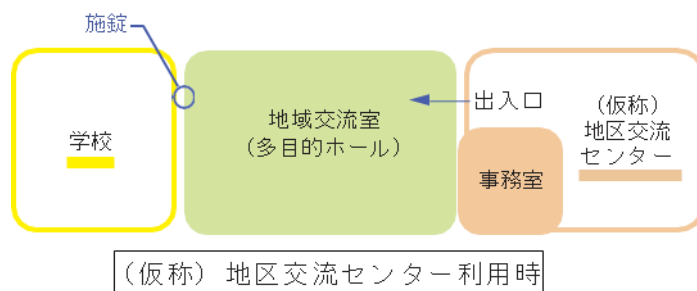 施錠
学校
地域交流室
(多目的ホール)
出入口
事務室
(仮称)
地区交流
センター
(仮称) 地区交流センター利用時